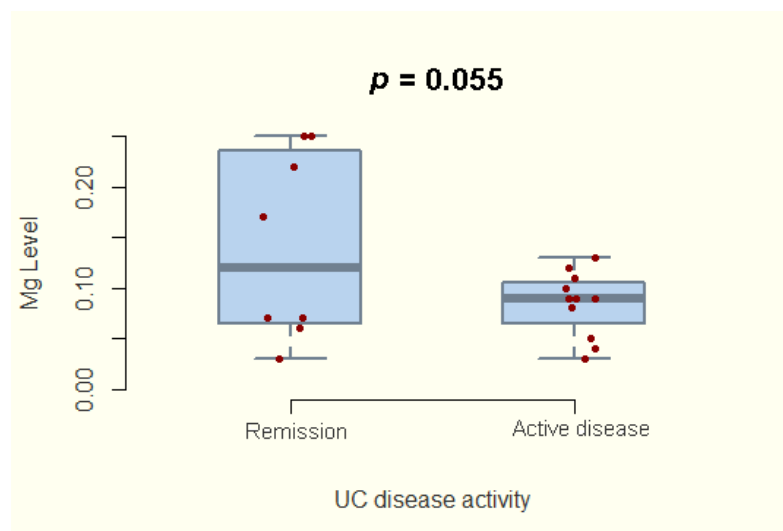 p = 0.055
Mg Level
0.20
0.10
0.00
Remission
Active disease
UC disease activity